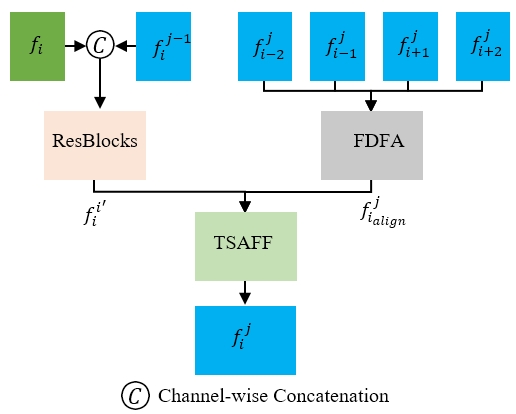 f_i C f_i^{j-1} f_{i-2}^j f_{i-1}^j f_{i+1}^j f_{i+2}^j
ResBlocks FDFA
f_i^{i'} f_{i_{align}}^j
TSAFF
f_i^j
C Channel-wise Concatenation